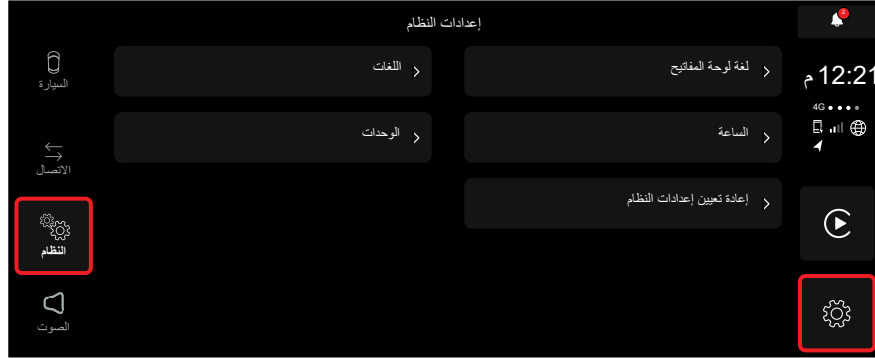 إعدادات النظام
2
12:21 م
4G
لغة لوحة المفاتيح
اللغات
السيارة
الساعة
الوحدات
الاتصال
إعادة تعيين إعدادات النظام
النظام
الصوت